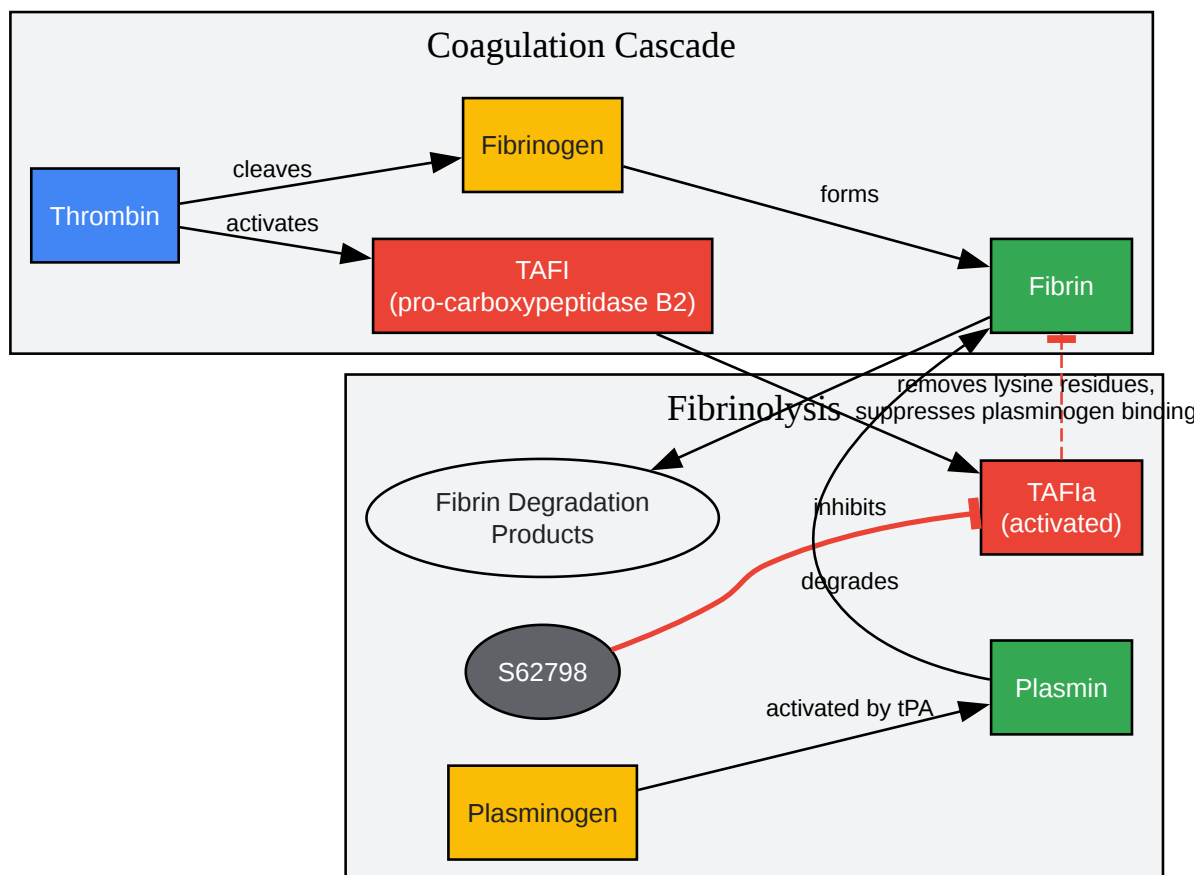 Coagulation Cascade
Fibrinogen
cleaves
forms
Thrombin
activates
TAFI
(pro-carboxypeptidase B2)
Fibrin
removes lysine residues,
suppresses plasminogen binding
Fibrinolysis
Fibrin Degradation
Products
TAFIa
(activated)
inhibits
degrades
S62798
Plasmin
activated by tPA
Plasminogen